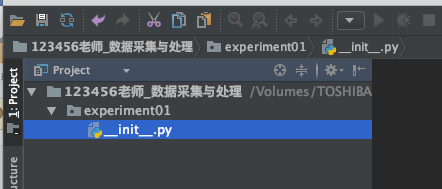 123456老师_数据采集与处理 experiment01 __init__.py
1: Project
Project
123456老师_数据采集与处理 /Volumes/TOSHIBA
experiment01
__init__.py
ucture